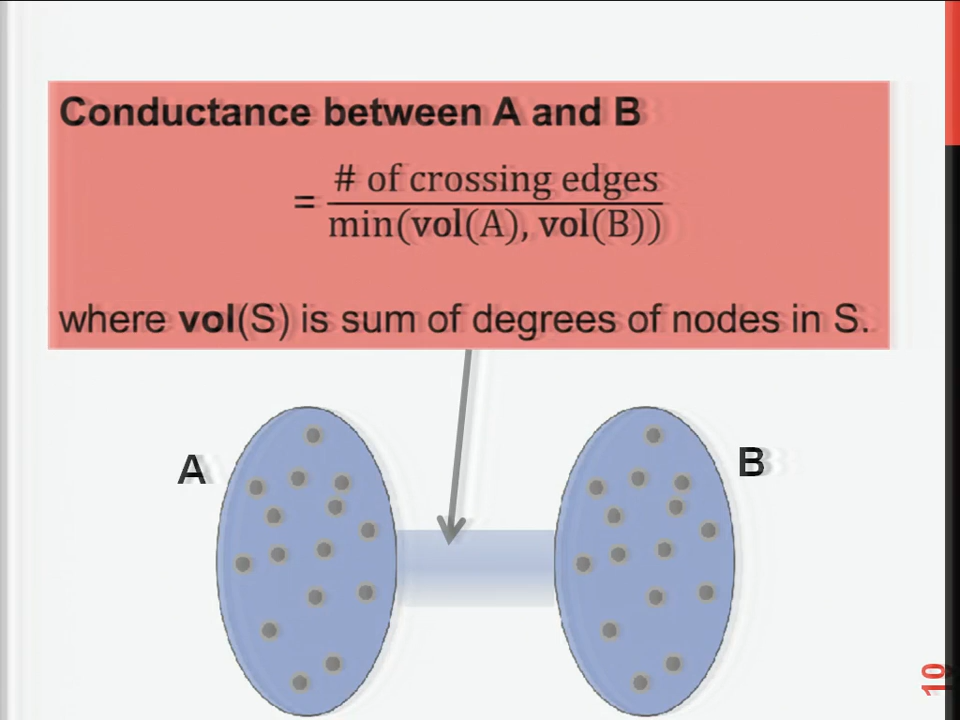 Conductance between A and B
= # of crossing edges / min(vol(A), vol(B))
where vol(S) is sum of degrees of nodes in S.
A
B
10